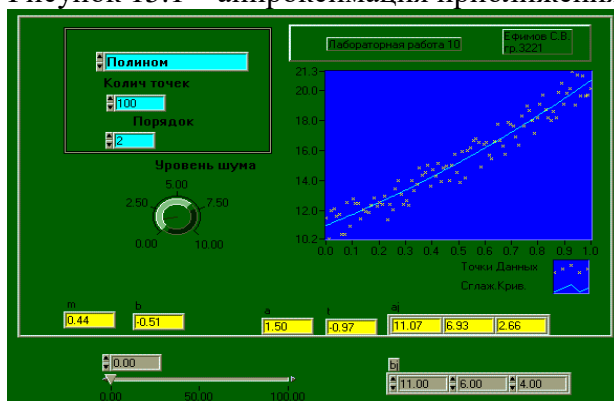 Рисунок 13.1 – аппроксимация приближения
Лабораторная работа 10
Ефимов С.В.
гр.3221
Полином
Колич точек
100
Порядок
2
Уровень шума
5.00
2.50
7.50
0.00
10.00
21.3
20.0
18.0
16.0
14.0
12.0
10.2
0.0 0.1 0.2 0.3 0.4 0.5 0.6 0.7 0.8 0.9 1.0
Точки Данных
Сглаж.Крив.
m
b
a
t
aj
0.44
-0.51
1.50
-0.97
11.07 6.93 2.66
0.00
bj
11.00 6.00 4.00
0.00 50.00 100.00